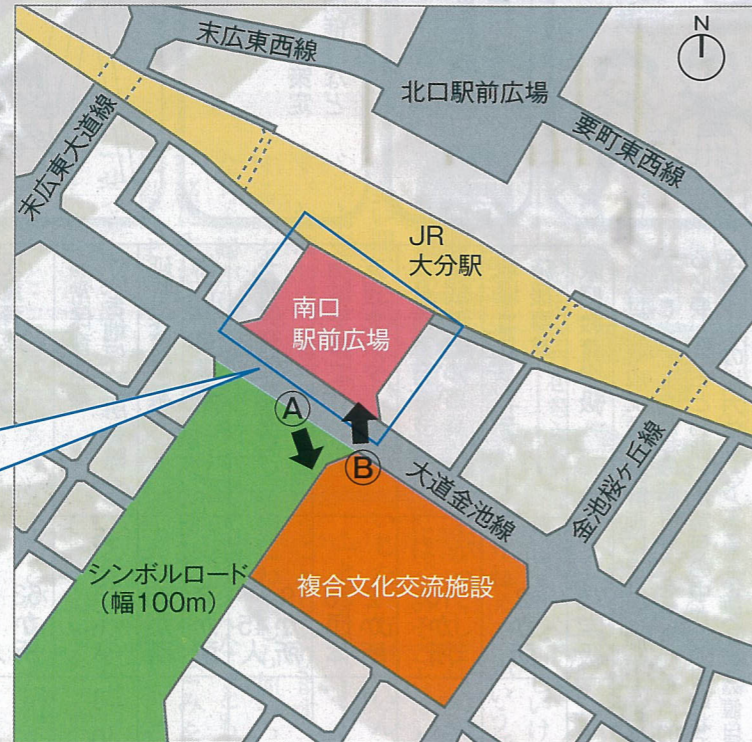 末広東西線
N
北口駅前広場
要町東西線
末広東大道線
JR
大分駅
南口
駅前広場
A
B
大道金池線
金池桜ヶ丘線
シンボルロード
（幅100m）
複合文化交流施設